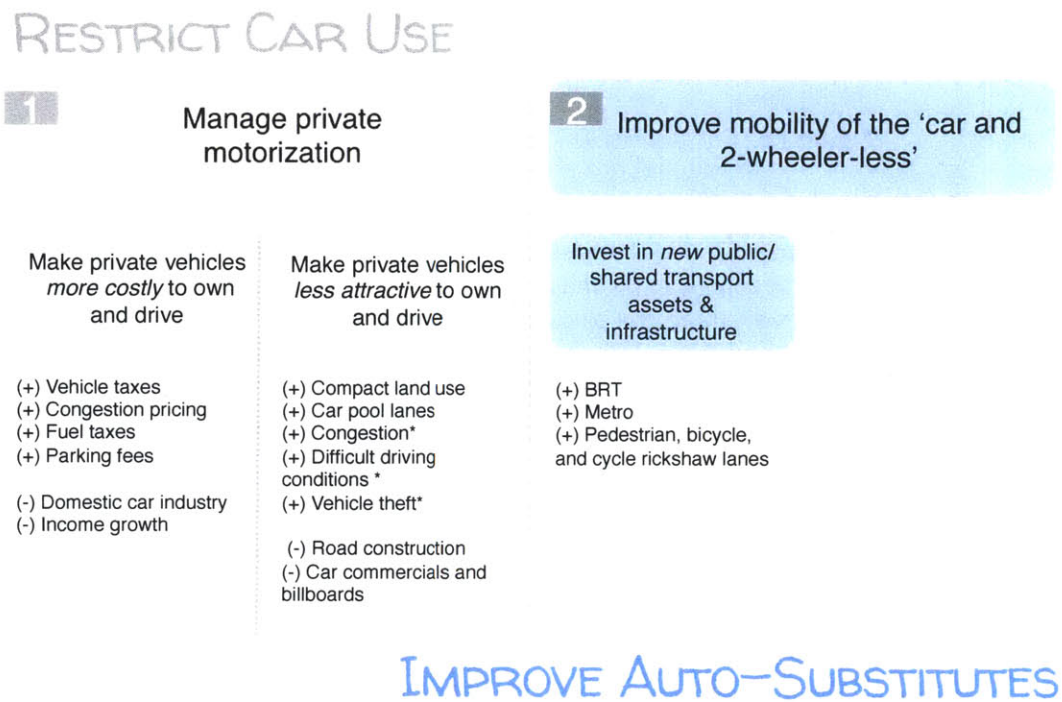 RESTRICT CAR USE
1
Manage private
motorization
2
Improve mobility of the ‘car and
2-wheeler-less’
Make private vehicles
more costly to own
and drive
Make private vehicles
less attractive to own
and drive
Invest in new public/
shared transport
assets &
infrastructure
(+) Vehicle taxes
(+) Congestion pricing
(+) Fuel taxes
(+) Parking fees
(-) Domestic car industry
(-) Income growth
(+) Compact land use
(+) Car pool lanes
(+) Congestion*
(+) Difficult driving
conditions *
(+) Vehicle theft*
(-) Road construction
(-) Car commercials and
billboards
(+) BRT
(+) Metro
(+) Pedestrian, bicycle,
and cycle rickshaw lanes
IMPROVE AUTO-SUBSTITUTES